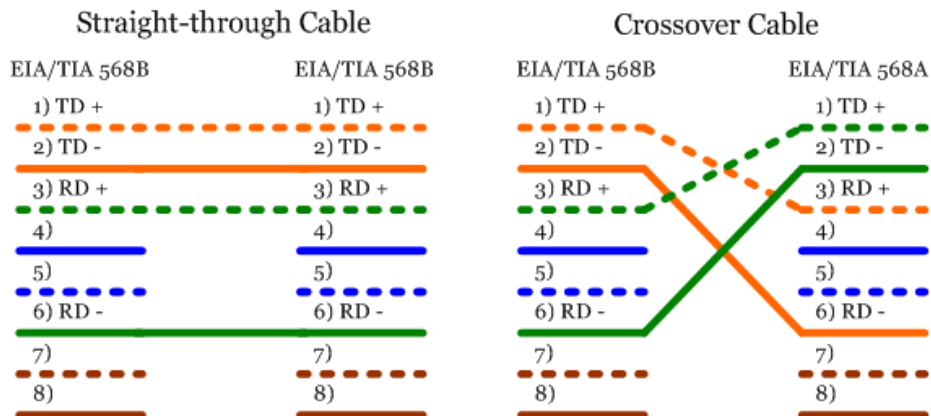 Straight-through Cable
EIA/TIA 568B EIA/TIA 568B
1) TD + 1) TD +
2) TD - 2) TD -
3) RD + 3) RD +
4) 4)
5) 5)
6) RD - 6) RD -
7) 7)
8) 8)
Crossover Cable
EIA/TIA 568B EIA/TIA 568A
1) TD + 1) TD +
2) TD - 2) TD -
3) RD + 3) RD +
4) 4)
5) 5)
6) RD - 6) RD -
7) 7)
8) 8)